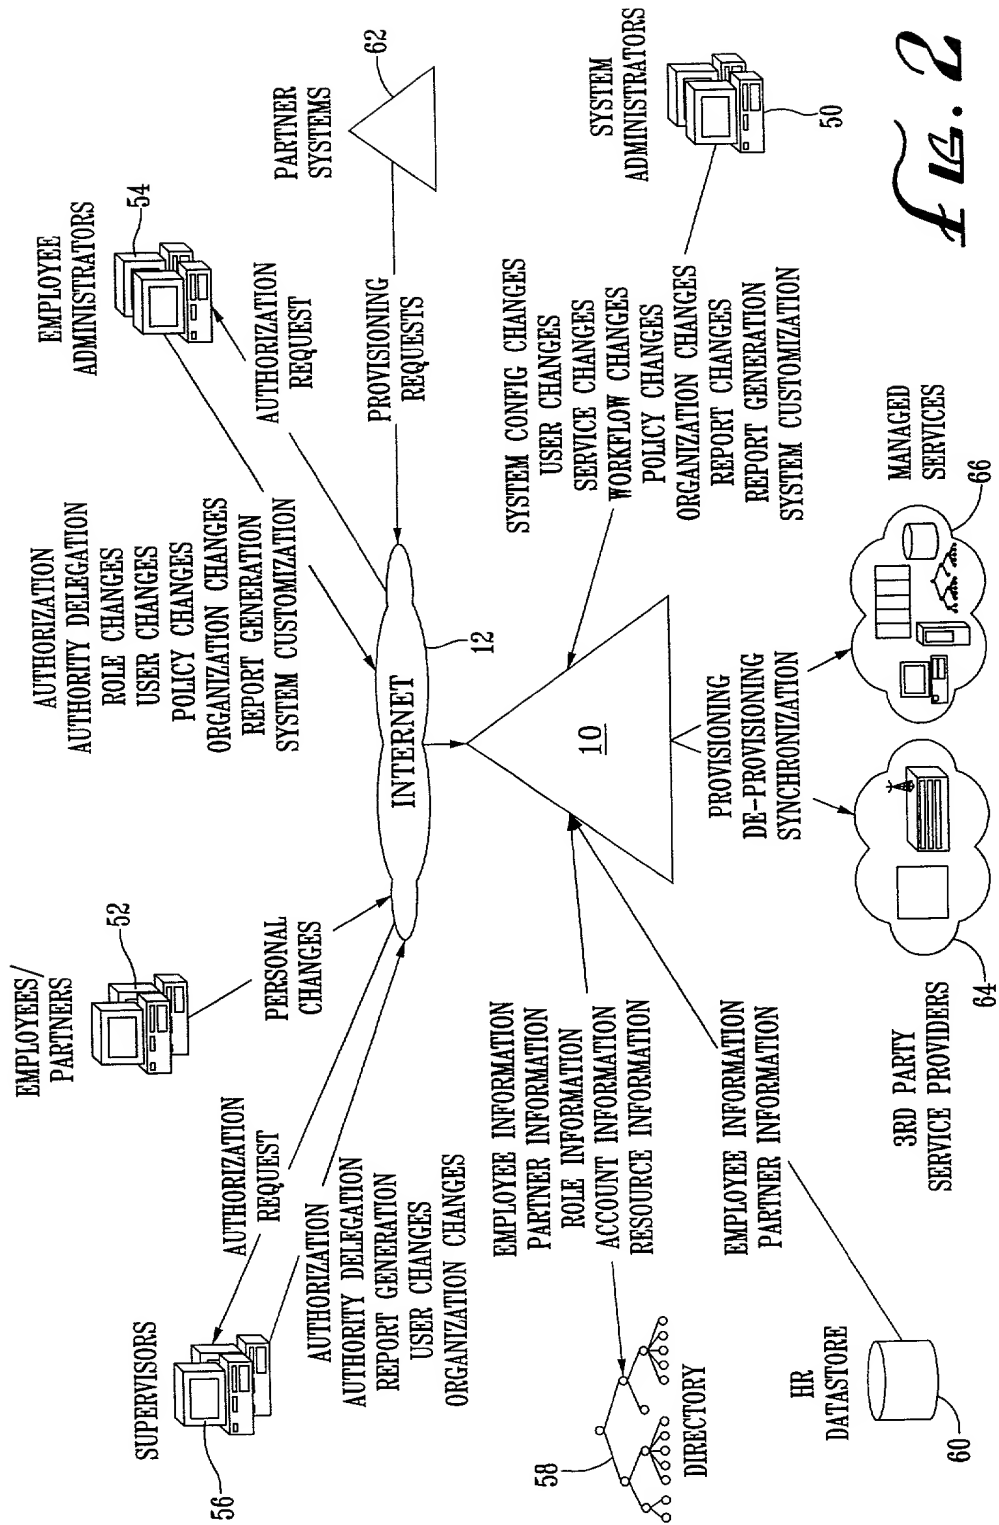 SUPERVISORS
56
EMPLOYEES/
PARTNERS
52
EMPLOYEE
ADMINISTRATORS
54
PARTNER
SYSTEMS
62
AUTHORIZATION
REQUEST
AUTHORIZATION
AUTHORITY DELEGATION
REPORT GENERATION
USER CHANGES
ORGANIZATION CHANGES
PERSONAL
CHANGES
AUTHORIZATION
AUTHORITY DELEGATION
ROLE CHANGES
USER CHANGES
POLICY CHANGES
ORGANIZATION CHANGES
REPORT GENERATION
SYSTEM CUSTOMIZATION
AUTHORIZATION
REQUEST
PROVISIONING
REQUESTS
INTERNET
12
58
DIRECTORY
EMPLOYEE INFORMATION
PARTNER INFORMATION
ROLE INFORMATION
ACCOUNT INFORMATION
RESOURCE INFORMATION
10
SYSTEM CONFIG CHANGES
USER CHANGES
SERVICE CHANGES
WORKFLOW CHANGES
POLICY CHANGES
ORGANIZATION CHANGES
REPORT CHANGES
REPORT GENERATION
SYSTEM CUSTOMIZATION
SYSTEM
ADMINISTRATORS
50
HR
DATASTORE
60
EMPLOYEE INFORMATION
PARTNER INFORMATION
PROVISIONING
DE-PROVISIONING
SYNCHRONIZATION
3RD PARTY
SERVICE PROVIDERS
64
MANAGED
SERVICES
66
FIG. 2